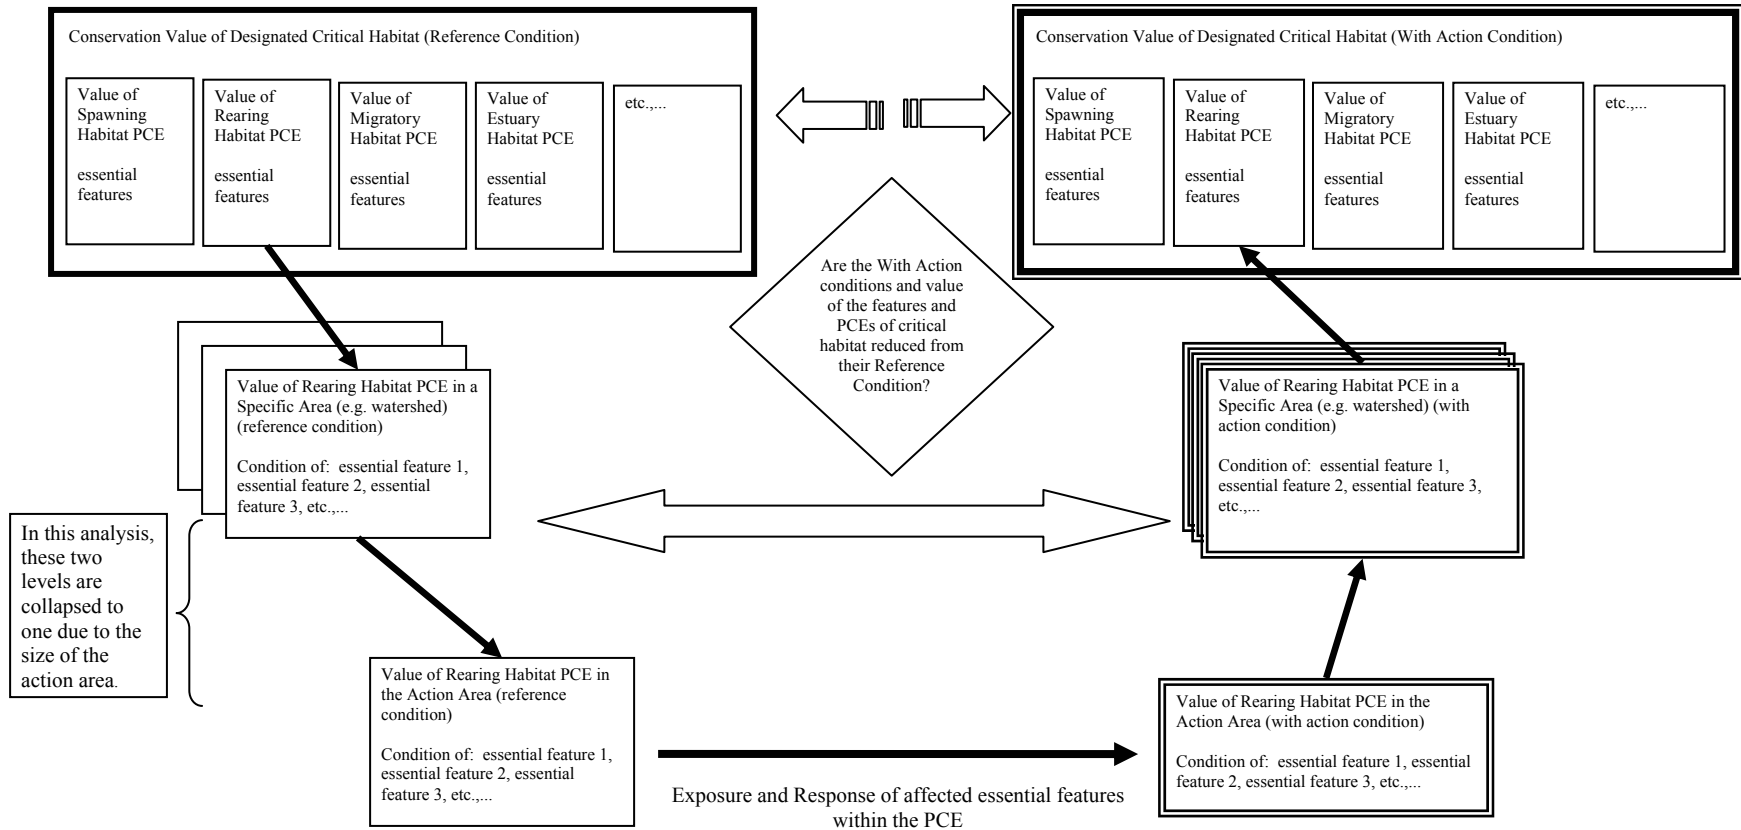 Conservation Value of Designated Critical Habitat (Reference Condition)
Value of
Spawning
Habitat PCE
essential
features
Value of
Rearing
Habitat PCE
essential
features
Value of
Migratory
Habitat PCE
essential
features
Value of
Estuary
Habitat PCE
essential
features
etc.,...
Conservation Value of Designated Critical Habitat (With Action Condition)
Value of
Spawning
Habitat PCE
essential
features
Value of
Rearing
Habitat PCE
essential
features
Value of
Migratory
Habitat PCE
essential
features
Value of
Estuary
Habitat PCE
essential
features
etc.,...
Are the With Action
conditions and value
of the features and
PCEs of critical
habitat reduced from
their Reference
Condition?
Value of Rearing Habitat PCE in a
Specific Area (e.g. watershed)
(reference condition)
Condition of:  essential feature 1,
essential feature 2, essential
feature 3, etc.,...
Value of Rearing Habitat PCE in a
Specific Area (e.g. watershed) (with
action condition)
Condition of:  essential feature 1,
essential feature 2, essential feature 3,
etc.,...
In this analysis,
these two
levels are
collapsed to
one due to the
size of the
action area.
Value of Rearing Habitat PCE in
the Action Area (reference
condition)
Condition of:  essential feature 1,
essential feature 2, essential
feature 3, etc.,...
Exposure and Response of affected essential features
within the PCE
Value of Rearing Habitat PCE in the
Action Area (with action condition)
Condition of:  essential feature 1, essential
feature 2, essential feature 3, etc.,...